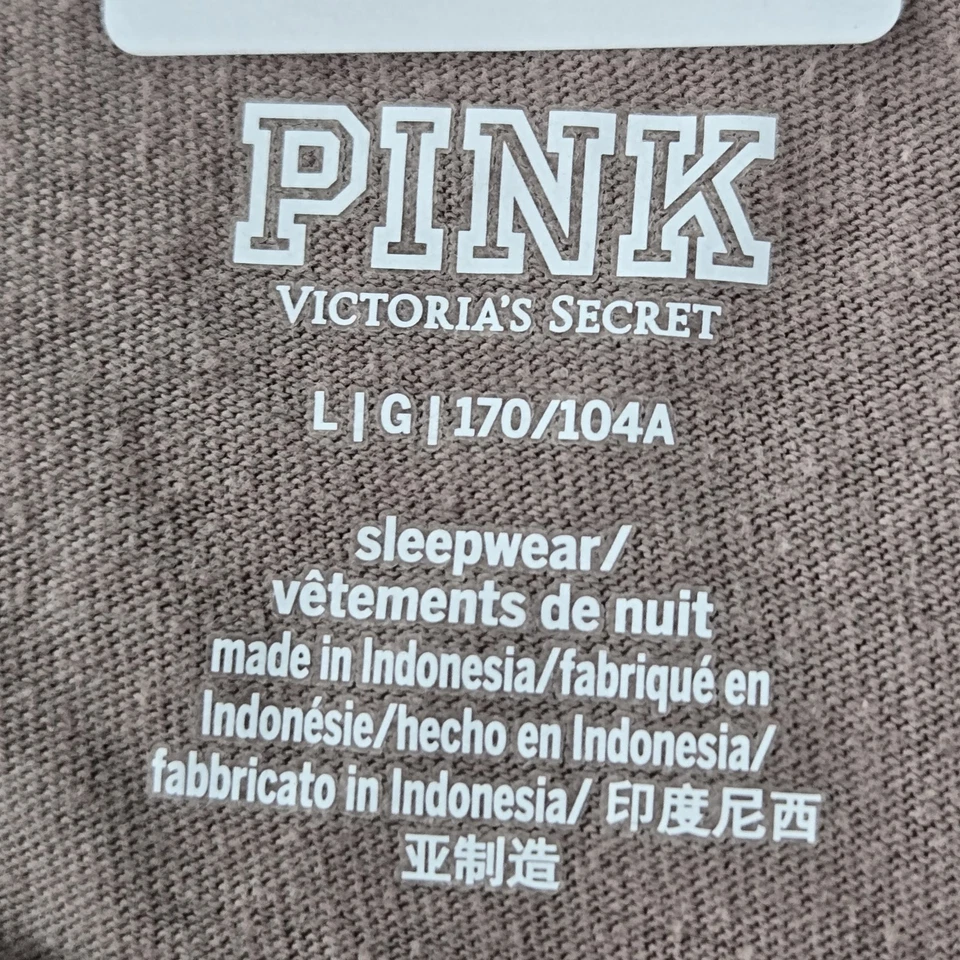 PINK
VICTORIA'S SECRET
L | G | 170/104A
sleepwear/
vêtements de nuit
made in Indonesia/fabriqué en
Indonésie/hecho en Indonesia/
fabbricato in Indonesia/ 印度尼西
亚制造